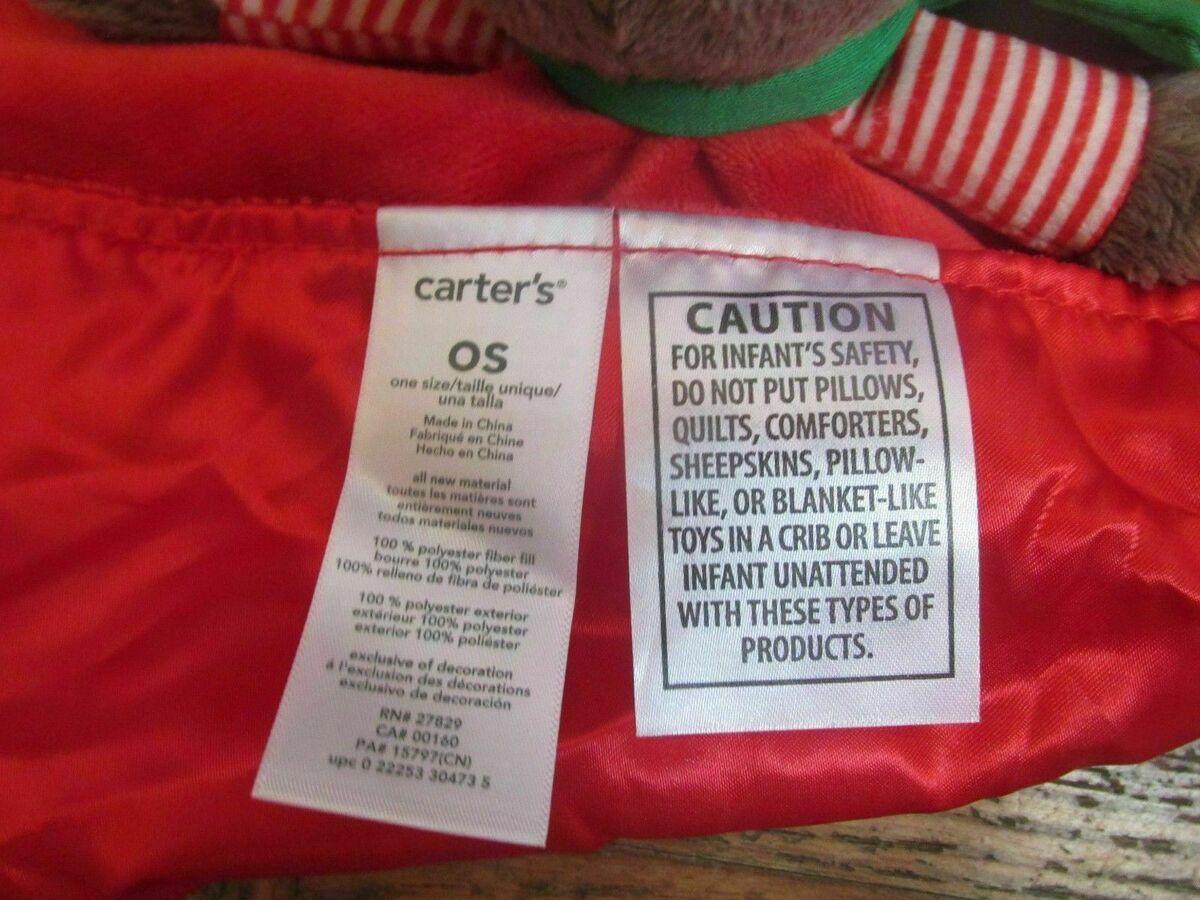 carter's®
OS
one size/taille unique/
una talla
Made in China
Fabriqué en Chine
Hecho en China
all new material
toutes les matières sont
entièrement neuves
todos materiales nuevos
100 % polyester fiber fill
bourre 100% polyester
100% relleno de fibra de poliéster
100 % polyester exterior
extérieur 100% polyester
exterior 100% poliéster
exclusive of decoration
á l'exclusion des décorations
exclusivo de decoración
RN# 27829
CA# 00160
PA# 15797(CN)
upc 0 22253 30473 5
CAUTION
FOR INFANT'S SAFETY,
DO NOT PUT PILLOWS,
QUILTS, COMFORTERS,
SHEEPSKINS, PILLOW-
LIKE, OR BLANKET-LIKE
TOYS IN A CRIB OR LEAVE
INFANT UNATTENDED
WITH THESE TYPES OF
PRODUCTS.